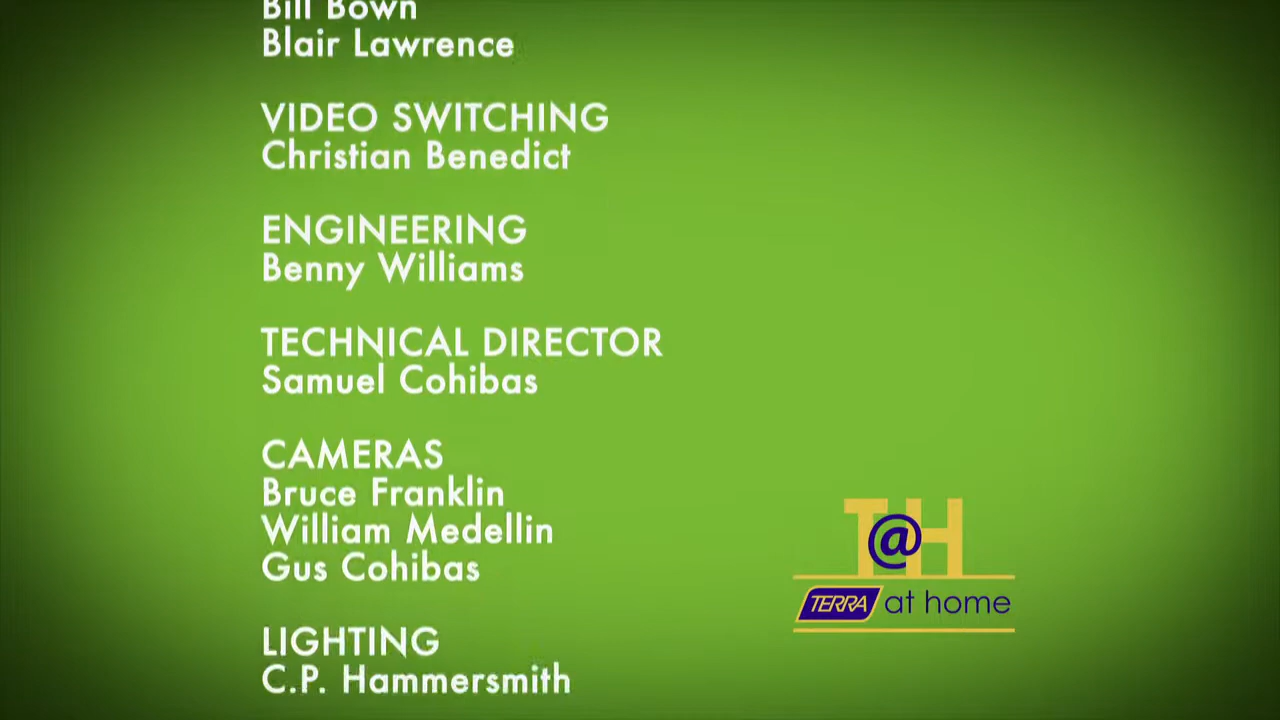 Bill Bown
Blair Lawrence
VIDEO SWITCHING
Christian Benedict
ENGINEERING
Benny Williams
TECHNICAL DIRECTOR
Samuel Cohibas
CAMERAS
Bruce Franklin
William Medellin
Gus Cohibas
LIGHTING
C.P. Hammersmith
T@H
TERRA at home